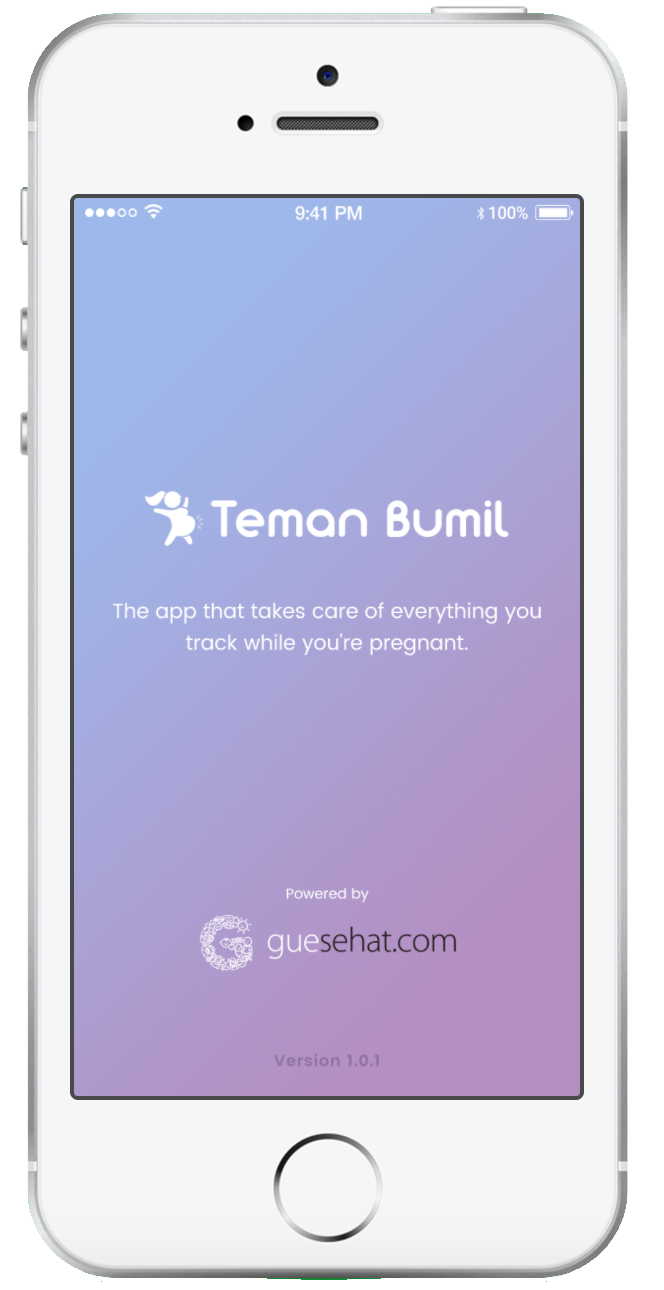 9:41 PM
100%
Teman Bumil
The app that takes care of everything you
track while you're pregnant.
Powered by
guesehat.com
Version 1.0.1